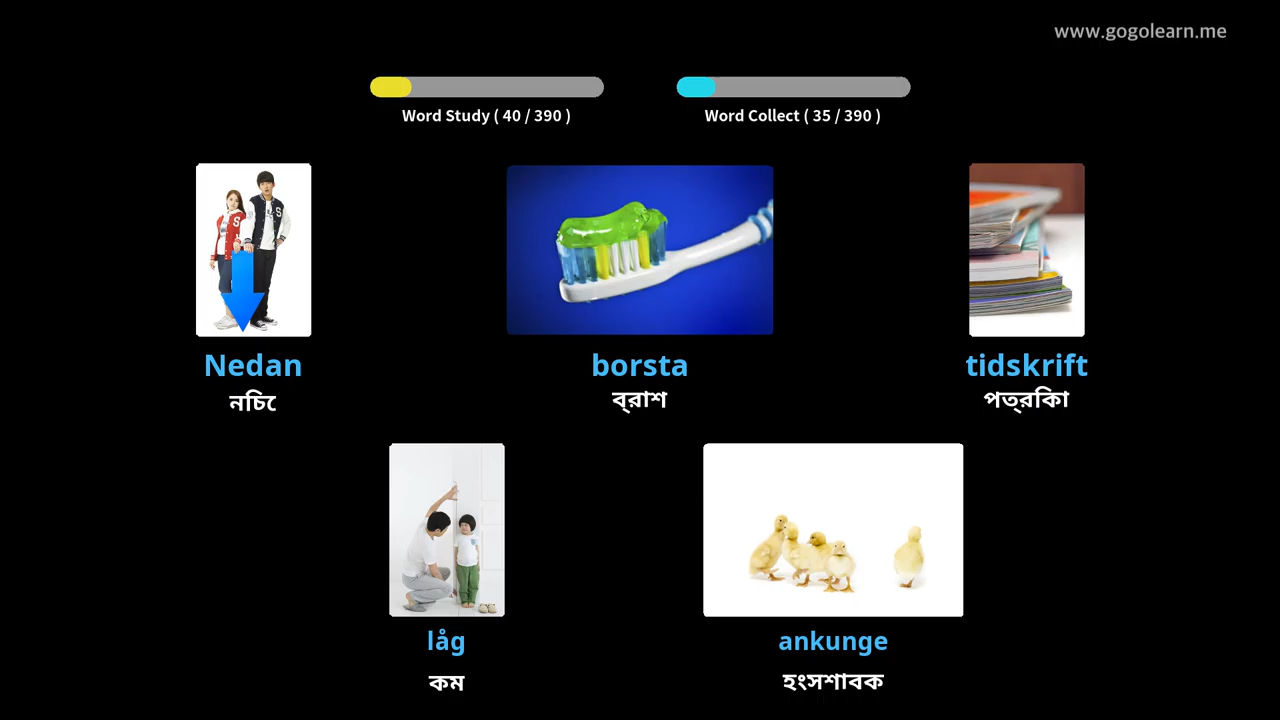 www.gogolearn.me
Word Study ( 40 / 390 )
Word Collect ( 35 / 390 )
Nedan
borsta
tidskrift
নিচে
ব্রাশ
পত্রিকা
låg
ankunge
কম
হংসশাবক